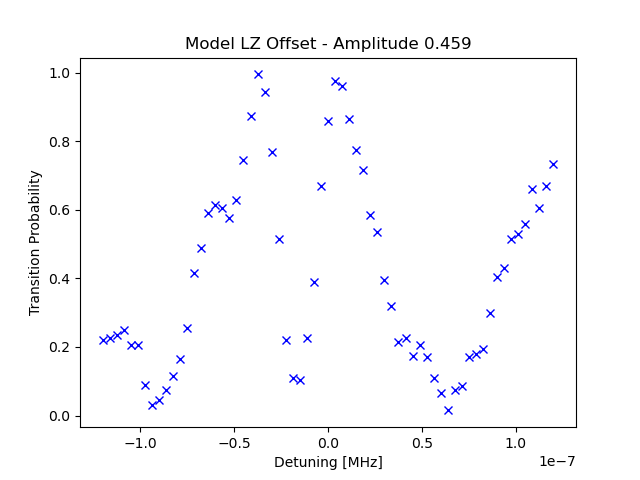 Model LZ Offset - Amplitude 0.459
1.0
0.8
0.6
0.4
0.2
0.0
Transition Probability
−1.0 −0.5 0.0 0.5 1.0
1e−7
Detuning [MHz]